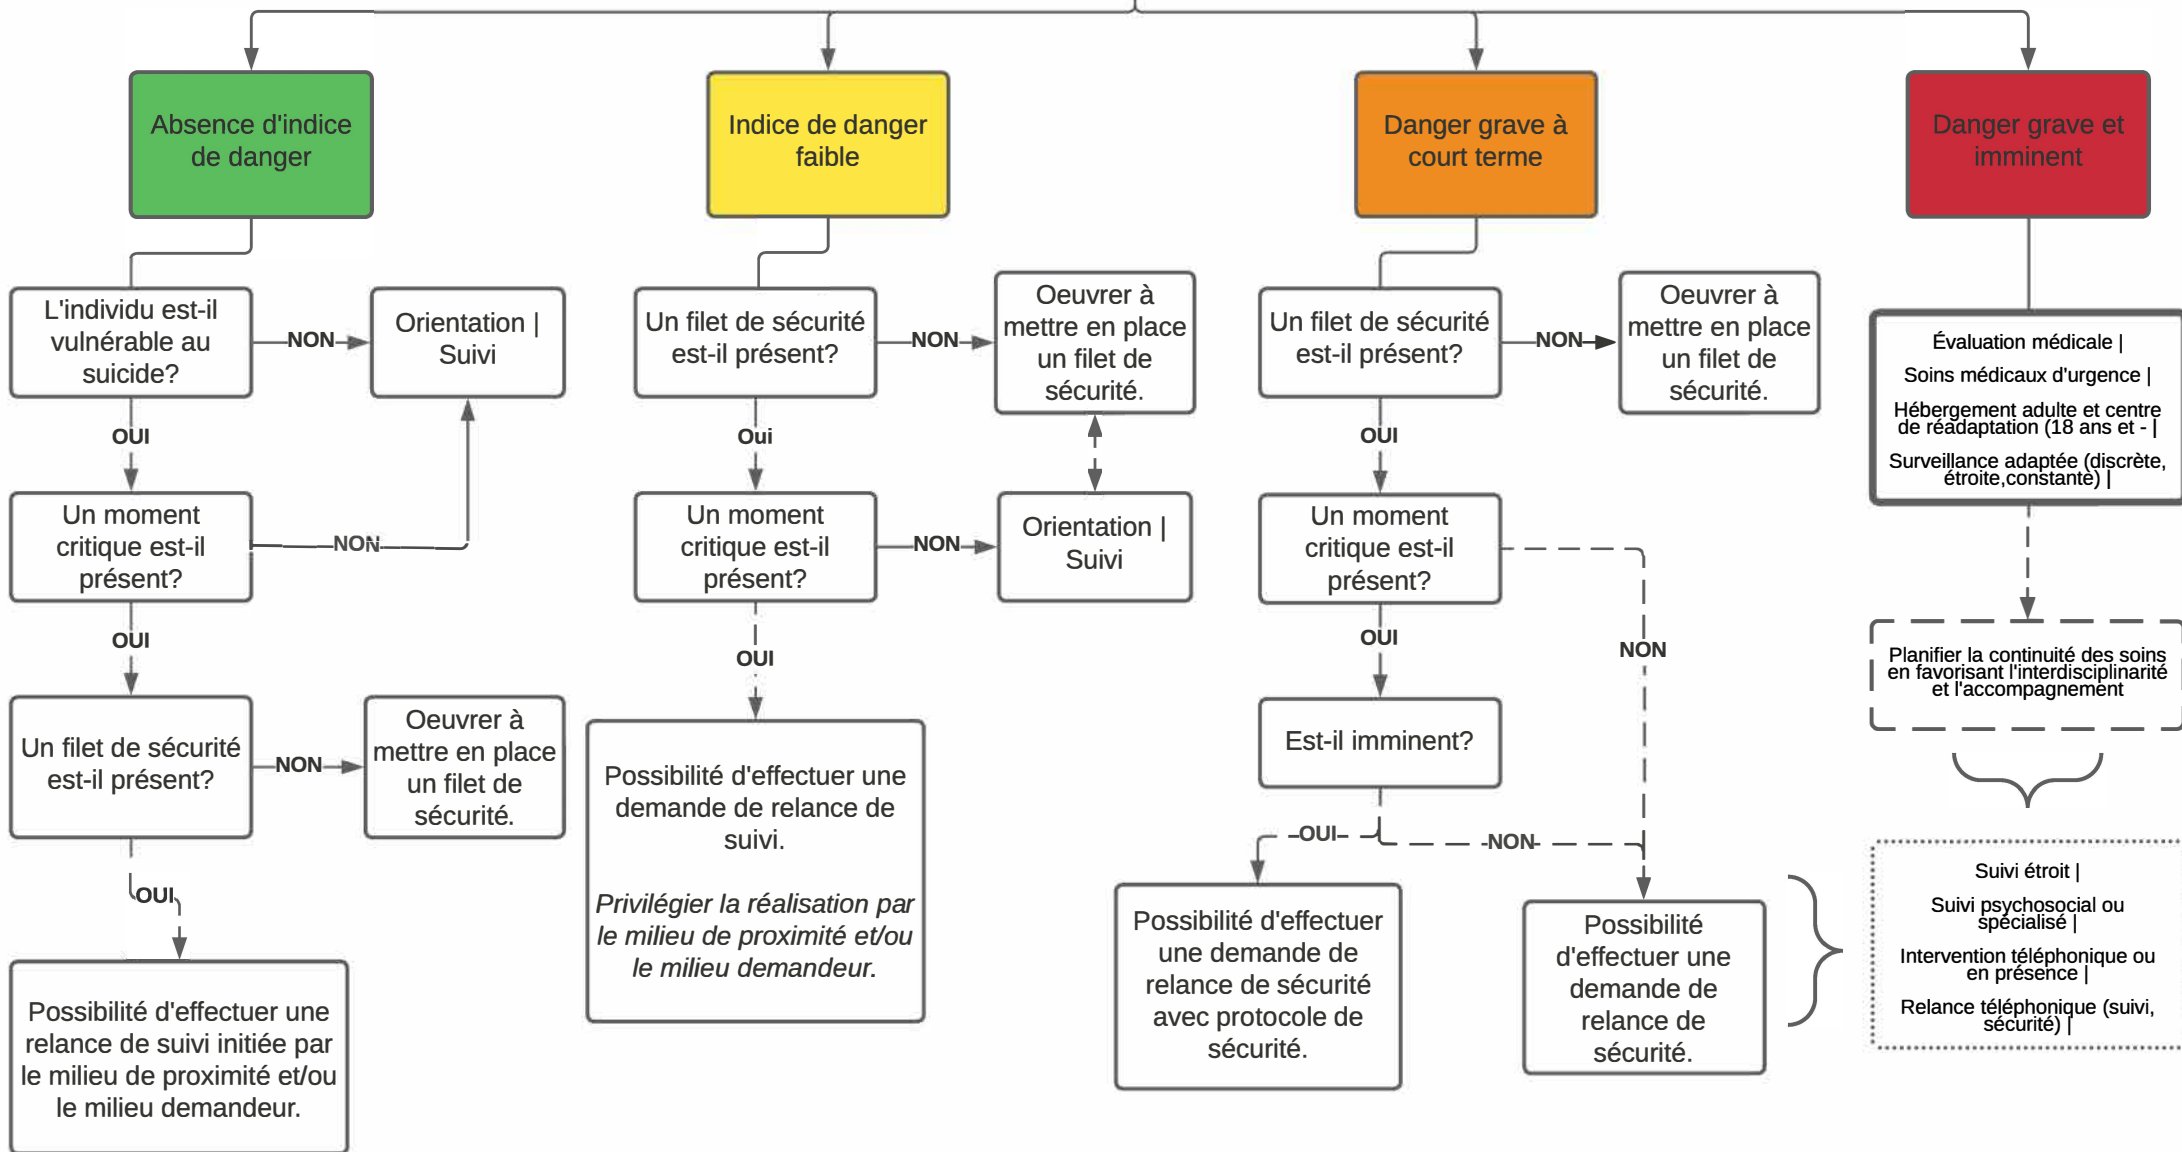 Absence d'indice
de danger
L'individu est-il
vulnérable au
suicide?
NON
Orientation |
Suivi
OUI
Un moment
critique est-il
présent?
NON
OUI
Un filet de sécurité
est-il présent?
NON
Oeuvrer à
mettre en place
un filet de
sécurité.
OUI
Possibilité d'effectuer une
relance de suivi initiée par
le milieu de proximité et/ou
le milieu demandeur.
Indice de danger
faible
Un filet de sécurité
est-il présent?
NON
Oeuvrer à
mettre en place
un filet de
sécurité.
Oui
Un moment
critique est-il
présent?
NON
Orientation |
Suivi
OUI
Possibilité d'effectuer une
demande de relance de
suivi.
Privilégier la réalisation par
le milieu de proximité et/ou
le milieu demandeur.
Danger grave à
court terme
Un filet de sécurité
est-il présent?
NON
Oeuvrer à
mettre en place
un filet de
sécurité.
OUI
Un moment
critique est-il
présent?
OUI
NON
Est-il imminent?
OUI
NON
Possibilité d'effectuer
une demande de
relance de sécurité
avec protocole de
sécurité.
Possibilité
d'effectuer une
demande de
relance de
sécurité.
Danger grave et
imminent
Évaluation médicale |
Soins médicaux d'urgence |
Hébergement adulte et centre
de réadaptation (18 ans et - |
Surveillance adaptée (discrète,
étroite,constante) |
Planifier la continuité des soins
en favorisant l'interdisciplinarité
et l'accompagnement
Suivi étroit |
Suivi psychosocial ou
spécialisé |
Intervention téléphonique ou
en présence |
Relance téléphonique (suivi,
sécurité) |